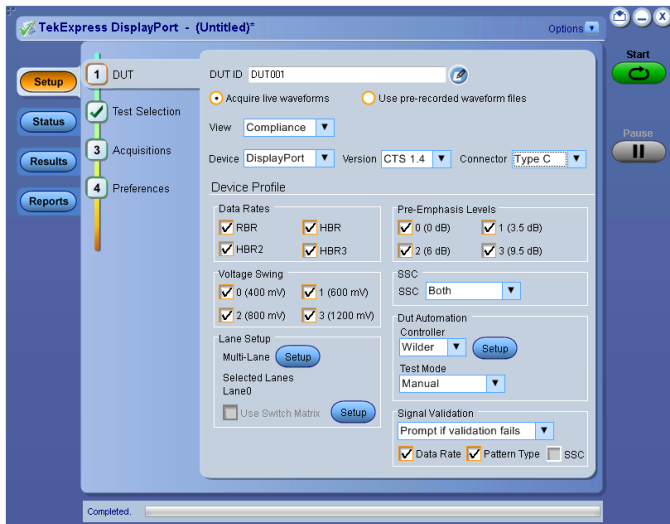 TekExpress DisplayPort - (Untitled)*
Options
Start
Pause
Setup
Status
Results
Reports
1 DUT
Test Selection
3 Acquisitions
4 Preferences
DUT ID DUT001
Acquire live waveforms Use pre-recorded waveform files
View Compliance
Device DisplayPort Version CTS 1.4 Connector Type C
Device Profile
Data Rates
RBR HBR
HBR2 HBR3
Voltage Swing
0 (400 mV) 1 (600 mV)
2 (800 mV) 3 (1200 mV)
Lane Setup
Multi-Lane Setup
Selected Lanes
Lane0
Use Switch Matrix Setup
Pre-Emphasis Levels
0 (0 dB) 1 (3.5 dB)
2 (6 dB) 3 (9.5 dB)
SSC
SSC Both
Dut Automation
Controller
Wilder Setup
Test Mode
Manual
Signal Validation
Prompt if validation fails
Data Rate Pattern Type SSC
Completed.